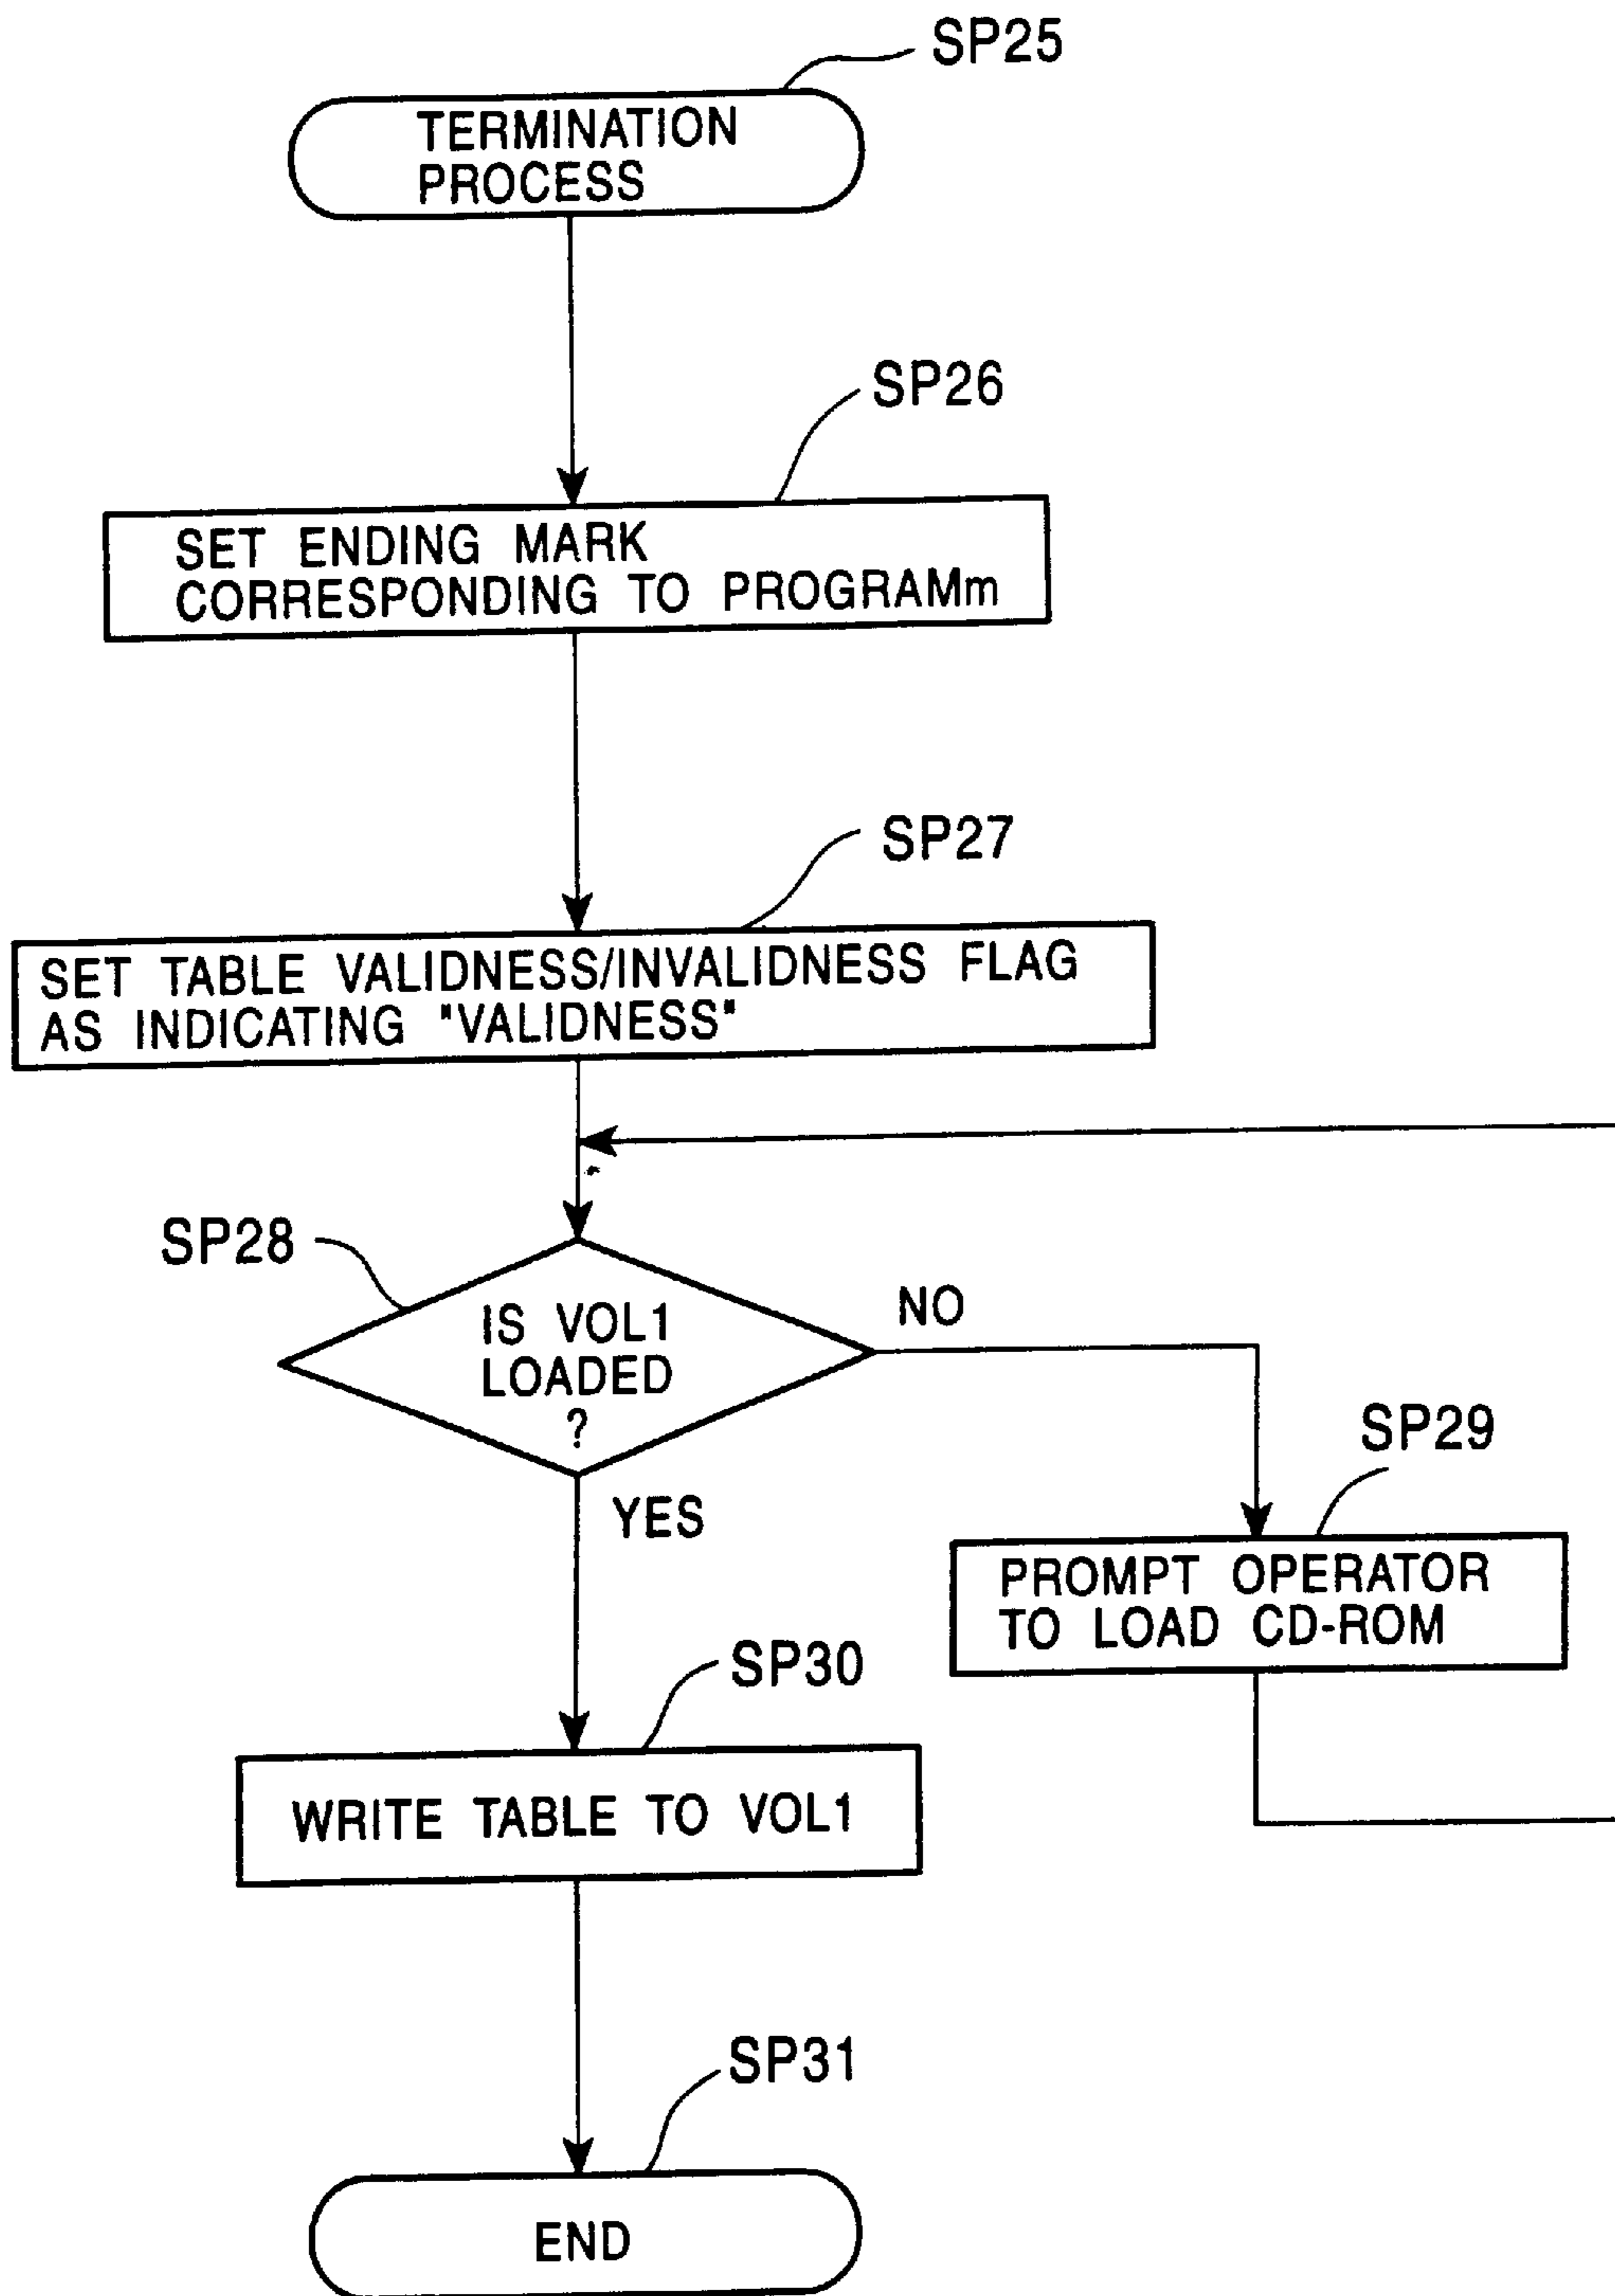 SP25
TERMINATION
PROCESS
SP26
SET ENDING MARK
CORRESPONDING TO PROGRAMm
SP27
SET TABLE VALIDNESS/INVALIDNESS FLAG
AS INDICATING "VALIDNESS"
SP28
IS VOL1
LOADED
?
NO
YES
SP29
PROMPT OPERATOR
TO LOAD CD-ROM
SP30
WRITE TABLE TO VOL1
SP31
END